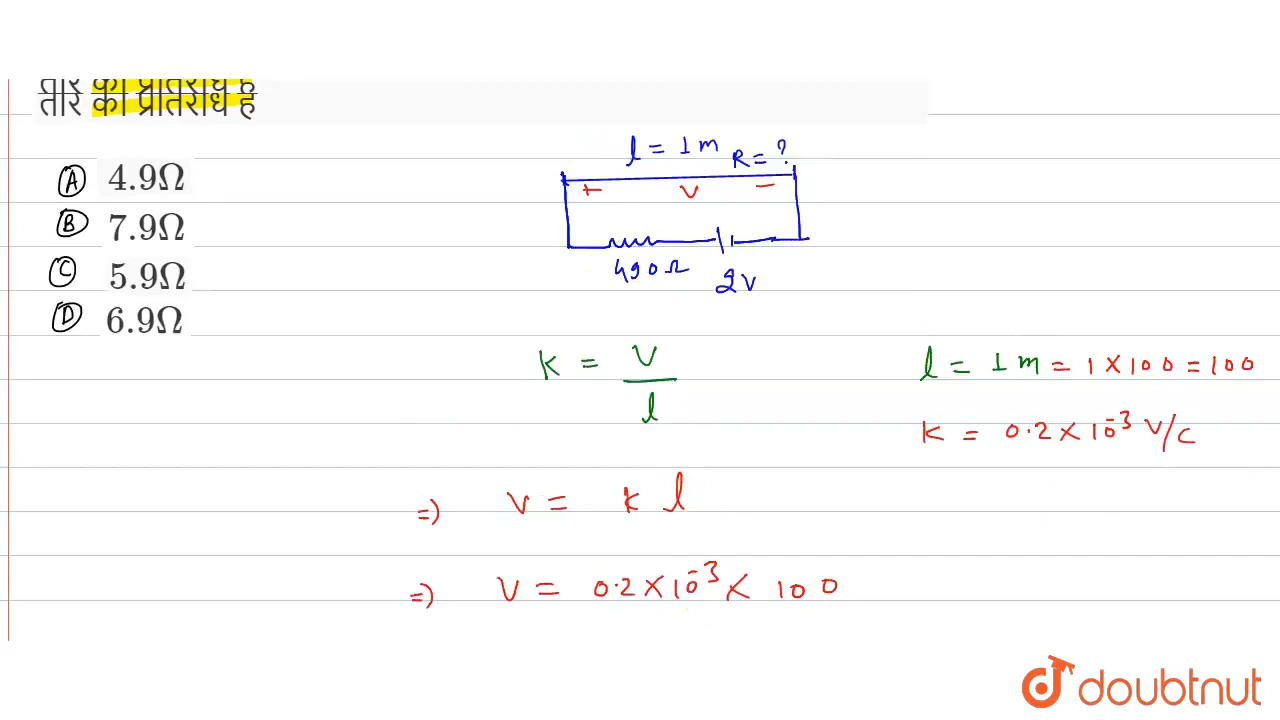 तार का प्रतिरोध है
A 4.9Ω
B 7.9Ω
C 5.9Ω
D 6.9Ω
l = 1 m R = ?
+ V −
490 Ω
2V
K = V / l
l = 1 m = 1 × 100 = 100
K = 0.2 × 10⁻³ V/C
=) V = K l
=) V = 0.2 × 10⁻³ × 100
doubtnut